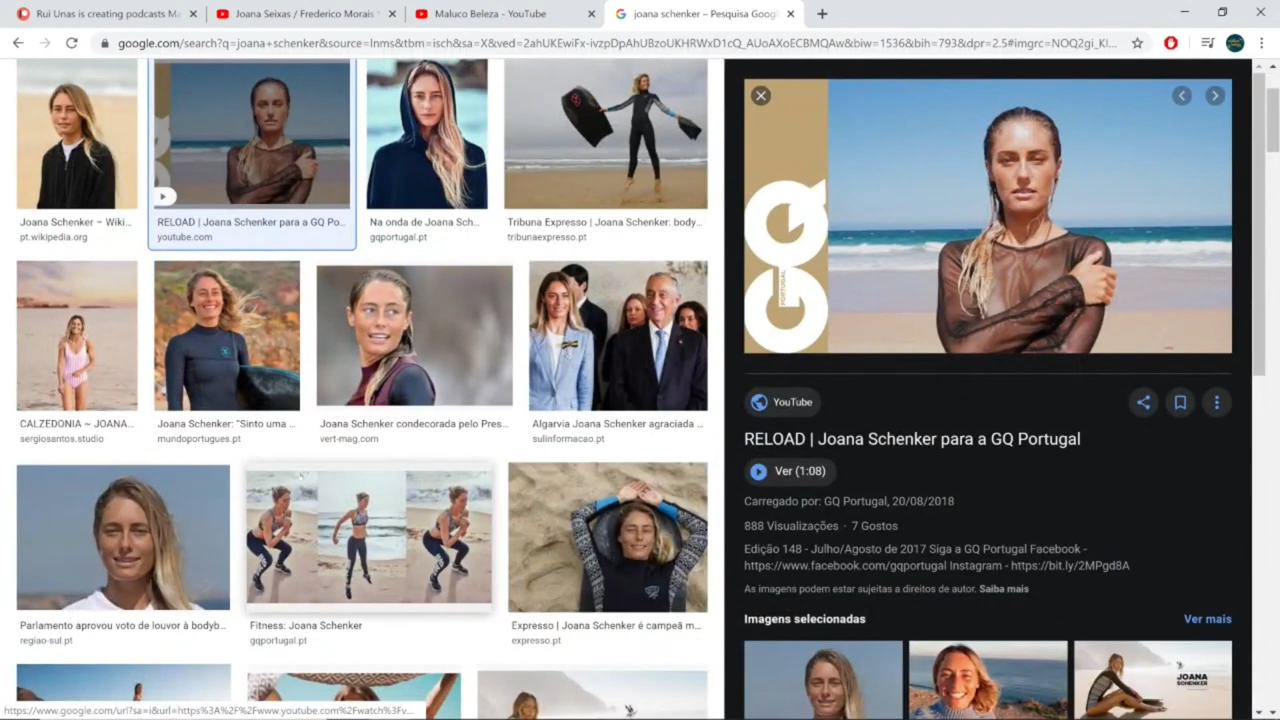 Rui Unas is creating podcasts Ma
Joana Seixas / Frederico Morais
Maluco Beleza - YouTube
joana schenker – Pesquisa Goog
google.com/search?q=joana+schenker&source=lnms&tbm=isch&sa=X&ved=2ahUKEwiFx-ivzpDpAhUBzoUKHRWxD1cQ_AUoAXoECBMQAw&biw=1536&bih=793&dpr=2.5#imgrc=NOQ2gi_Kl...
Joana Schenker – Wiki...
pt.wikipedia.org
RELOAD | Joana Schenker para a GQ Po...
youtube.com
Na onda de Joana Sch...
gqportugal.pt
Tribuna Expresso | Joana Schenker: body...
tribunaexpresso.pt
CALZEDONIA ~ JOANA...
sergiosantos.studio
Joana Schenker: "Sinto uma ...
mundoportugues.pt
Joana Schenker condecorada pelo Pres...
vert-mag.com
Algarvia Joana Schenker agraciada ...
sulinformacao.pt
Parlamento aprovou voto de louvor à bodyb...
regiao-sul.pt
Fitness: Joana Schenker
gqportugal.pt
Expresso | Joana Schenker é campeã m...
expresso.pt
https://www.google.com/url?sa=i&url=https%3A%2F%2Fwww.youtube.com%2Fwatch%3Fv...
GQ
PORTUGAL
YouTube
RELOAD | Joana Schenker para a GQ Portugal
Ver (1:08)
Carregado por: GQ Portugal, 20/08/2018
888 Visualizações · 7 Gostos
Edição 148 - Julho/Agosto de 2017 Siga a GQ Portugal Facebook -
https://www.facebook.com/gqportugal Instagram - https://bit.ly/2MPgd8A
As imagens podem estar sujeitas a direitos de autor. Saiba mais
Imagens selecionadas
Ver mais
JOANA
SCHENKER